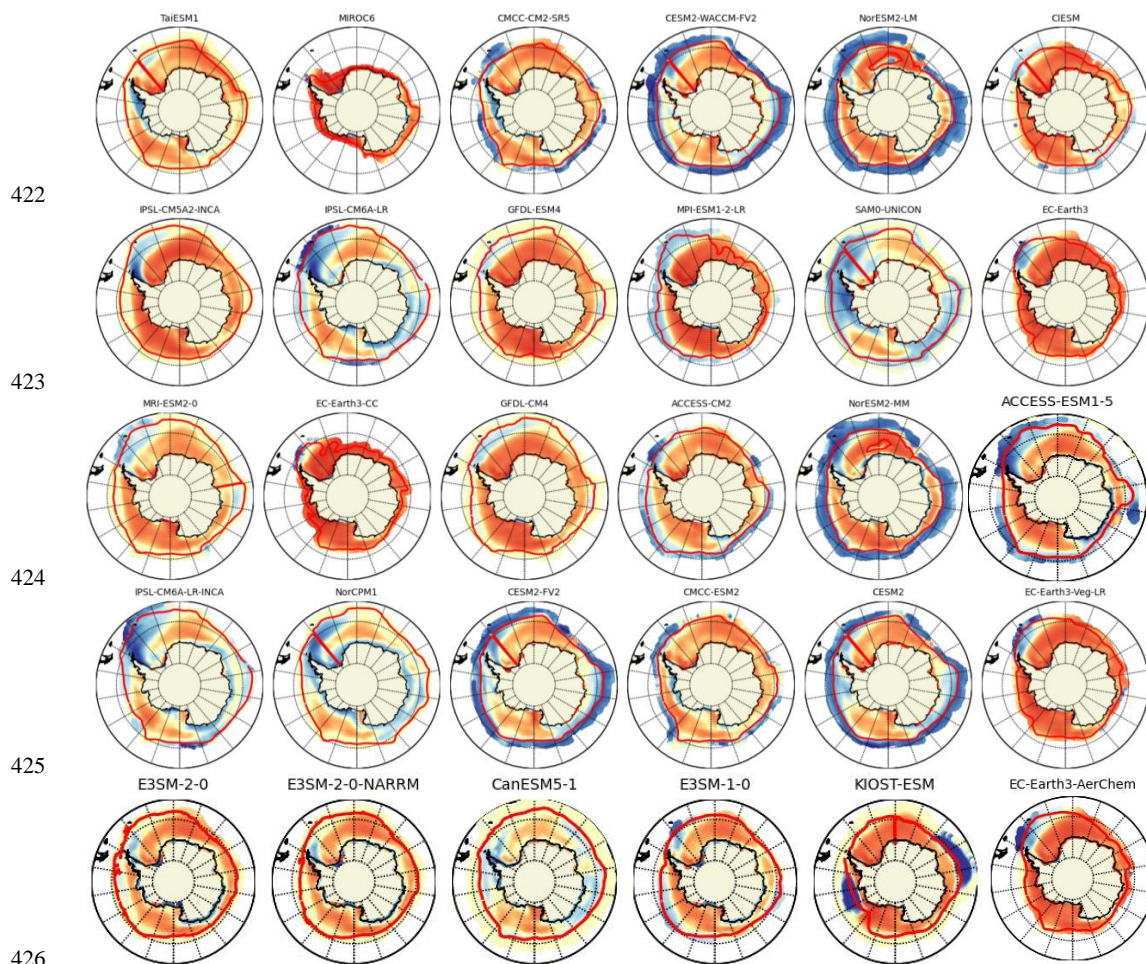 TaiESM1 MIROC6 CMCC-CM2-SR5 CESM2-WACCM-FV2 NorESM2-LM CIESM
422
IPSL-CM5A2-INCA IPSL-CM6A-LR GFDL-ESM4 MPI-ESM1-2-LR SAM0-UNICON EC-Earth3
423
MRI-ESM2-0 EC-Earth3-CC GFDL-CM4 ACCESS-CM2 NorESM2-MM ACCESS-ESM1-5
424
IPSL-CM6A-LR-INCA NorCPM1 CESM2-FV2 CMCC-ESM2 CESM2 EC-Earth3-Veg-LR
425
E3SM-2-0 E3SM-2-0-NARRM CanESM5-1 E3SM-1-0 KIOST-ESM EC-Earth3-AerChem
426